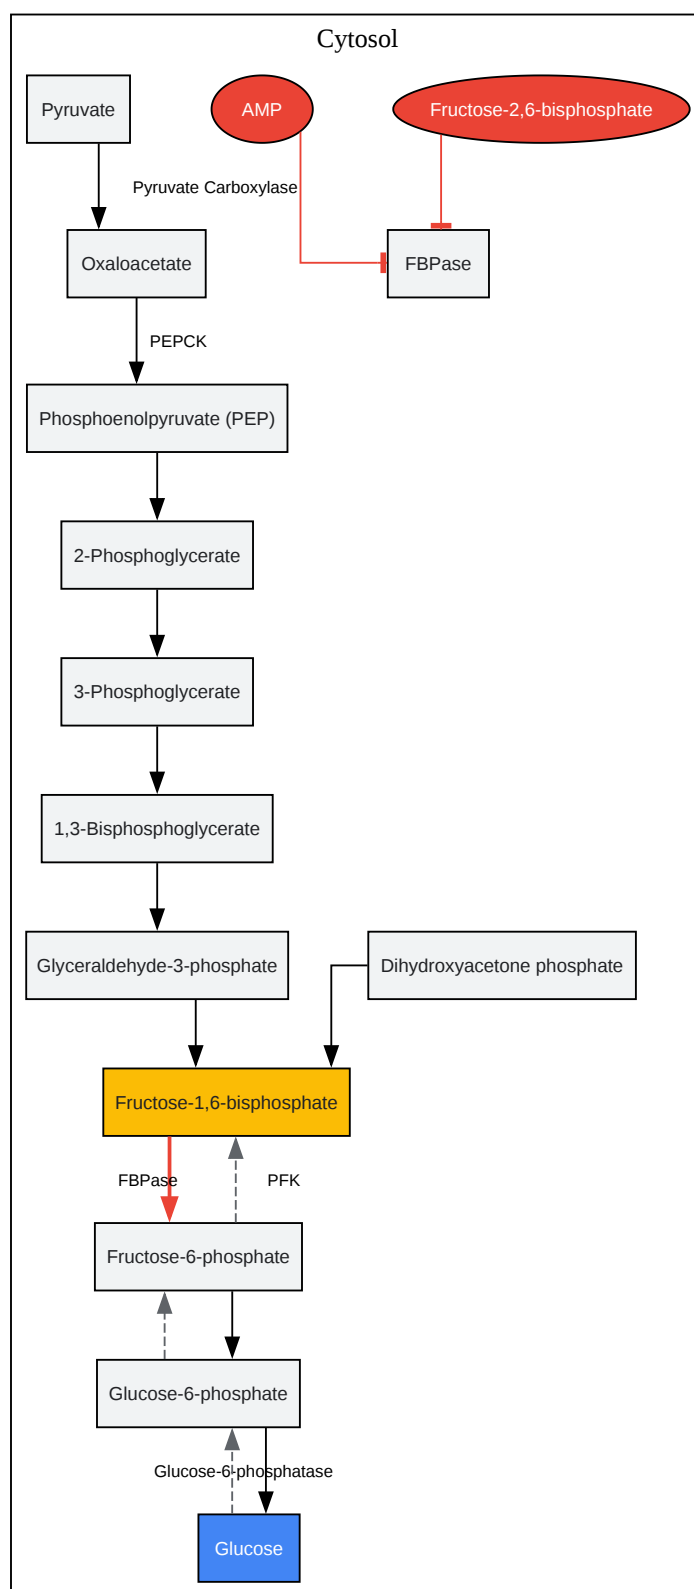 Cytosol
Pyruvate
AMP
Fructose-2,6-bisphosphate
Pyruvate Carboxylase
Oxaloacetate
FBPase
PEPCK
Phosphoenolpyruvate (PEP)
2-Phosphoglycerate
3-Phosphoglycerate
1,3-Bisphosphoglycerate
Glyceraldehyde-3-phosphate
Dihydroxyacetone phosphate
Fructose-1,6-bisphosphate
FBPase
PFK
Fructose-6-phosphate
Glucose-6-phosphate
Glucose-6-phosphatase
Glucose